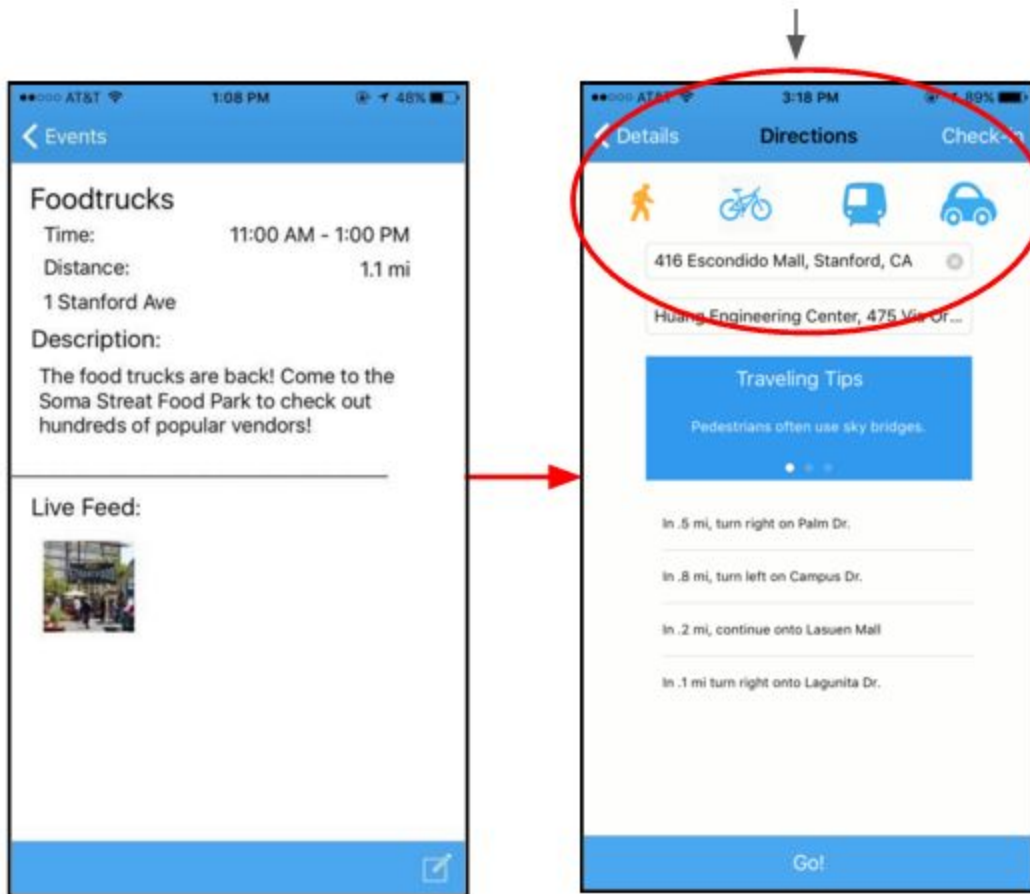 AT&T 1:08 PM 48%
Events
Foodtrucks
Time: 11:00 AM - 1:00 PM
Distance: 1.1 mi
1 Stanford Ave
Description:
The food trucks are back! Come to the
Soma Streat Food Park to check out
hundreds of popular vendors!
Live Feed:
AT&T 3:18 PM 89%
Details Directions Check-in
416 Escondido Mall, Stanford, CA
Huang Engineering Center, 475 Via Or...
Traveling Tips
Pedestrians often use sky bridges.
In .5 mi, turn right on Palm Dr.
In .8 mi, turn left on Campus Dr.
In .2 mi, continue onto Lasuen Mall
In .1 mi turn right onto Lagunita Dr.
Go!